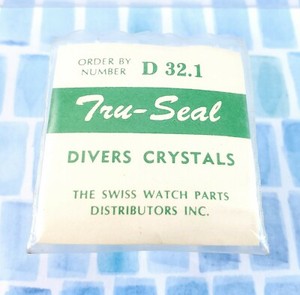 ORDER BY
NUMBER D 32.1
Tru-Seal
DIVERS CRYSTALS
THE SWISS WATCH PARTS
DISTRIBUTORS INC.